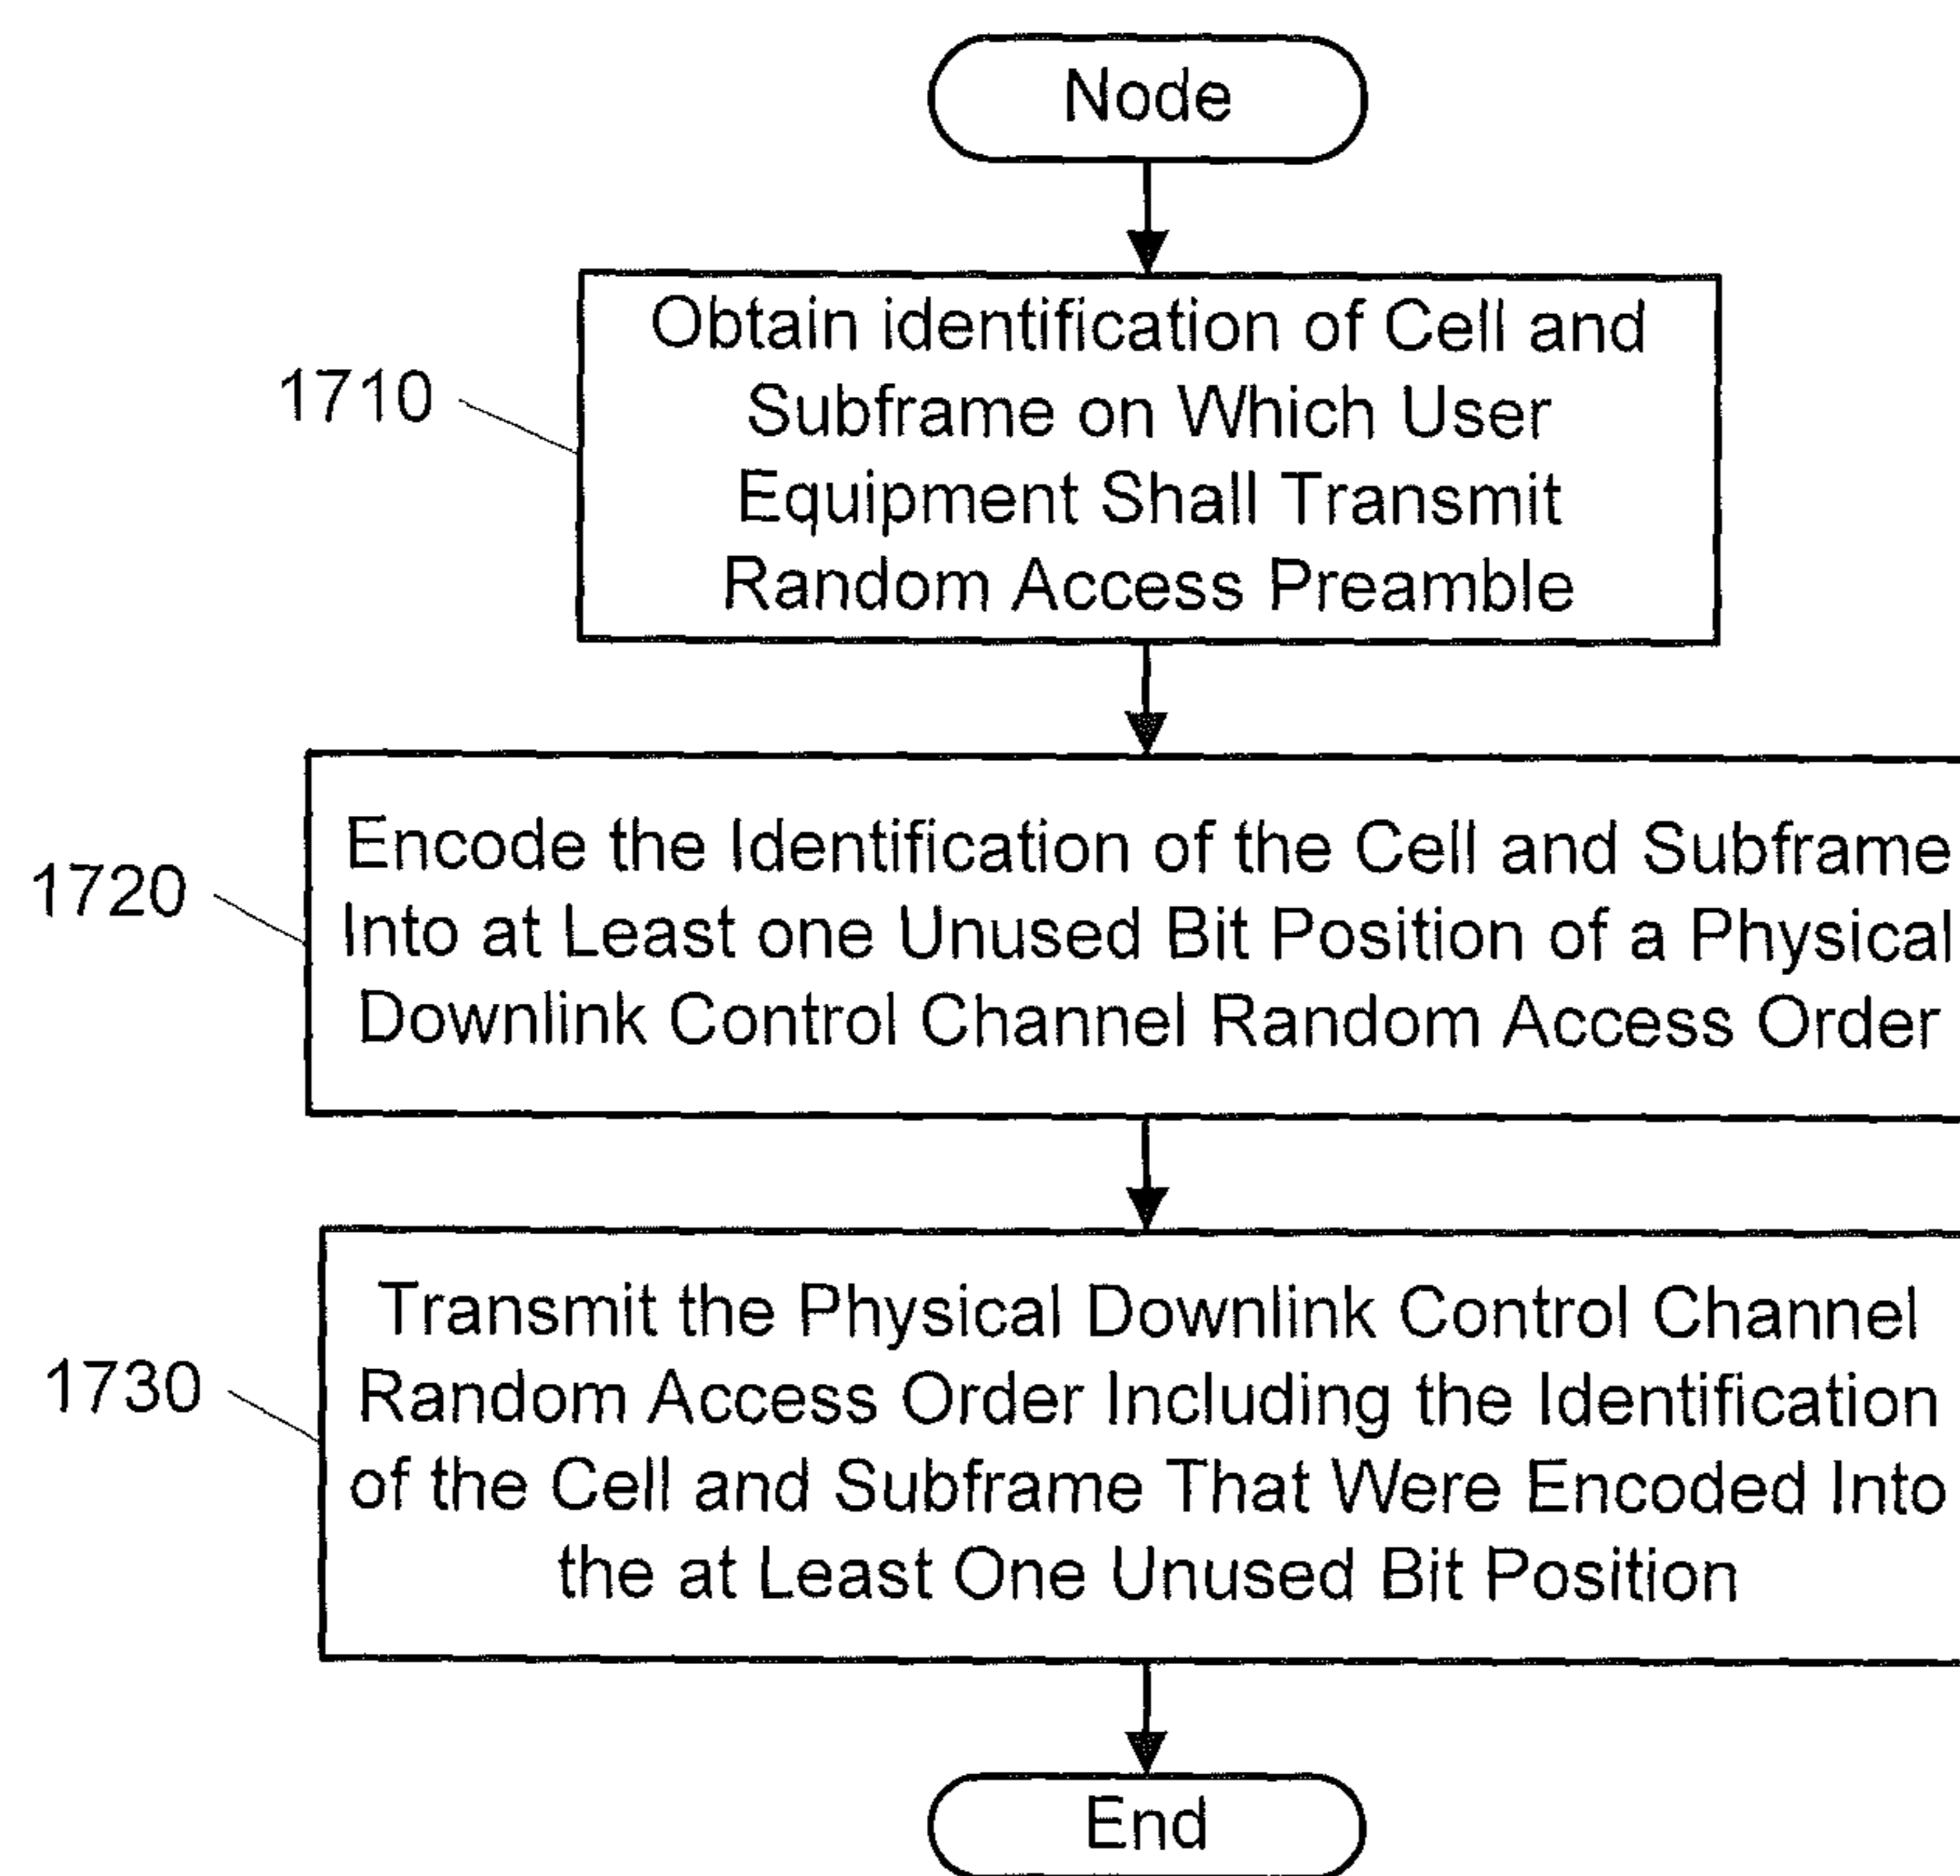 Node
1710
Obtain identification of Cell and
Subframe on Which User
Equipment Shall Transmit
Random Access Preamble
1720
Encode the Identification of the Cell and Subframe
Into at Least one Unused Bit Position of a Physical
Downlink Control Channel Random Access Order
1730
Transmit the Physical Downlink Control Channel
Random Access Order Including the Identification
of the Cell and Subframe That Were Encoded Into
the at Least One Unused Bit Position
End